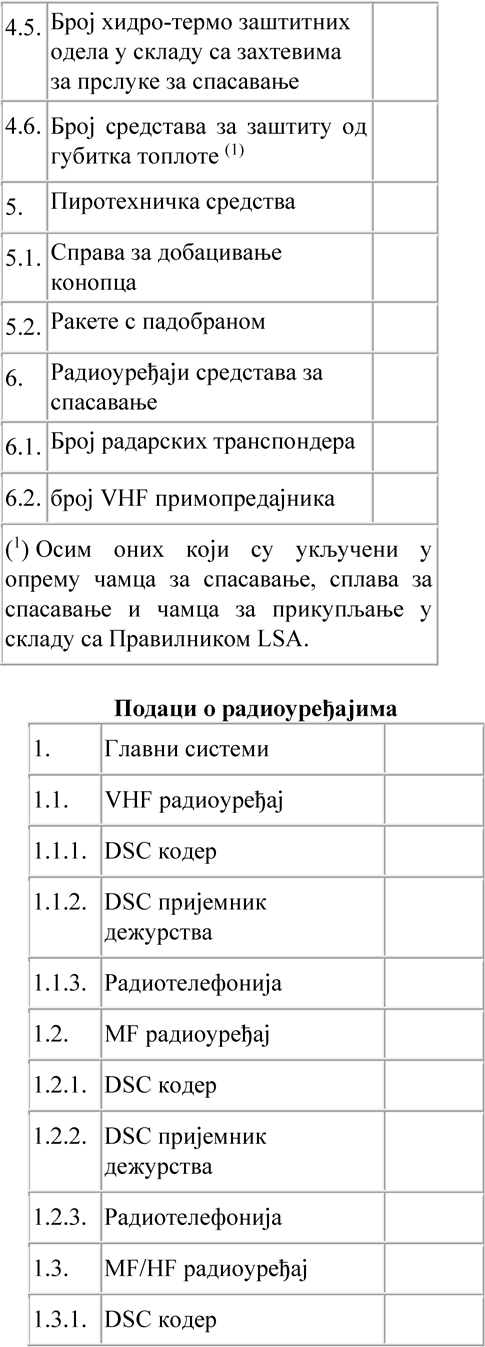 4.5. Број хидро-термо заштитних
одела у складу са захтевима
за прслуке за спасавање
4.6. Број средстава за заштиту од
губитка топлоте (1)
5. Пиротехничка средства
5.1. Справа за добацивање
конопца
5.2. Ракете с падобраном
6. Радиоуређаји средстава за
спасавање
6.1. Број радарских транспондера
6.2. број VHF примопредајника
(1) Осим оних који су укључени у
опрему чамца за спасавање, сплава за
спасавање и чамца за прикупљање у
складу са Правилником LSA.
Подаци о радиоуређајима
1. Главни системи
1.1. VHF радиоуређај
1.1.1. DSC кодер
1.1.2. DSC пријемник
дежурства
1.1.3. Радиотелефонија
1.2. MF радиоуређај
1.2.1. DSC кодер
1.2.2. DSC пријемник
дежурства
1.2.3. Радиотелефонија
1.3. MF/HF радиоуређај
1.3.1. DSC кодер